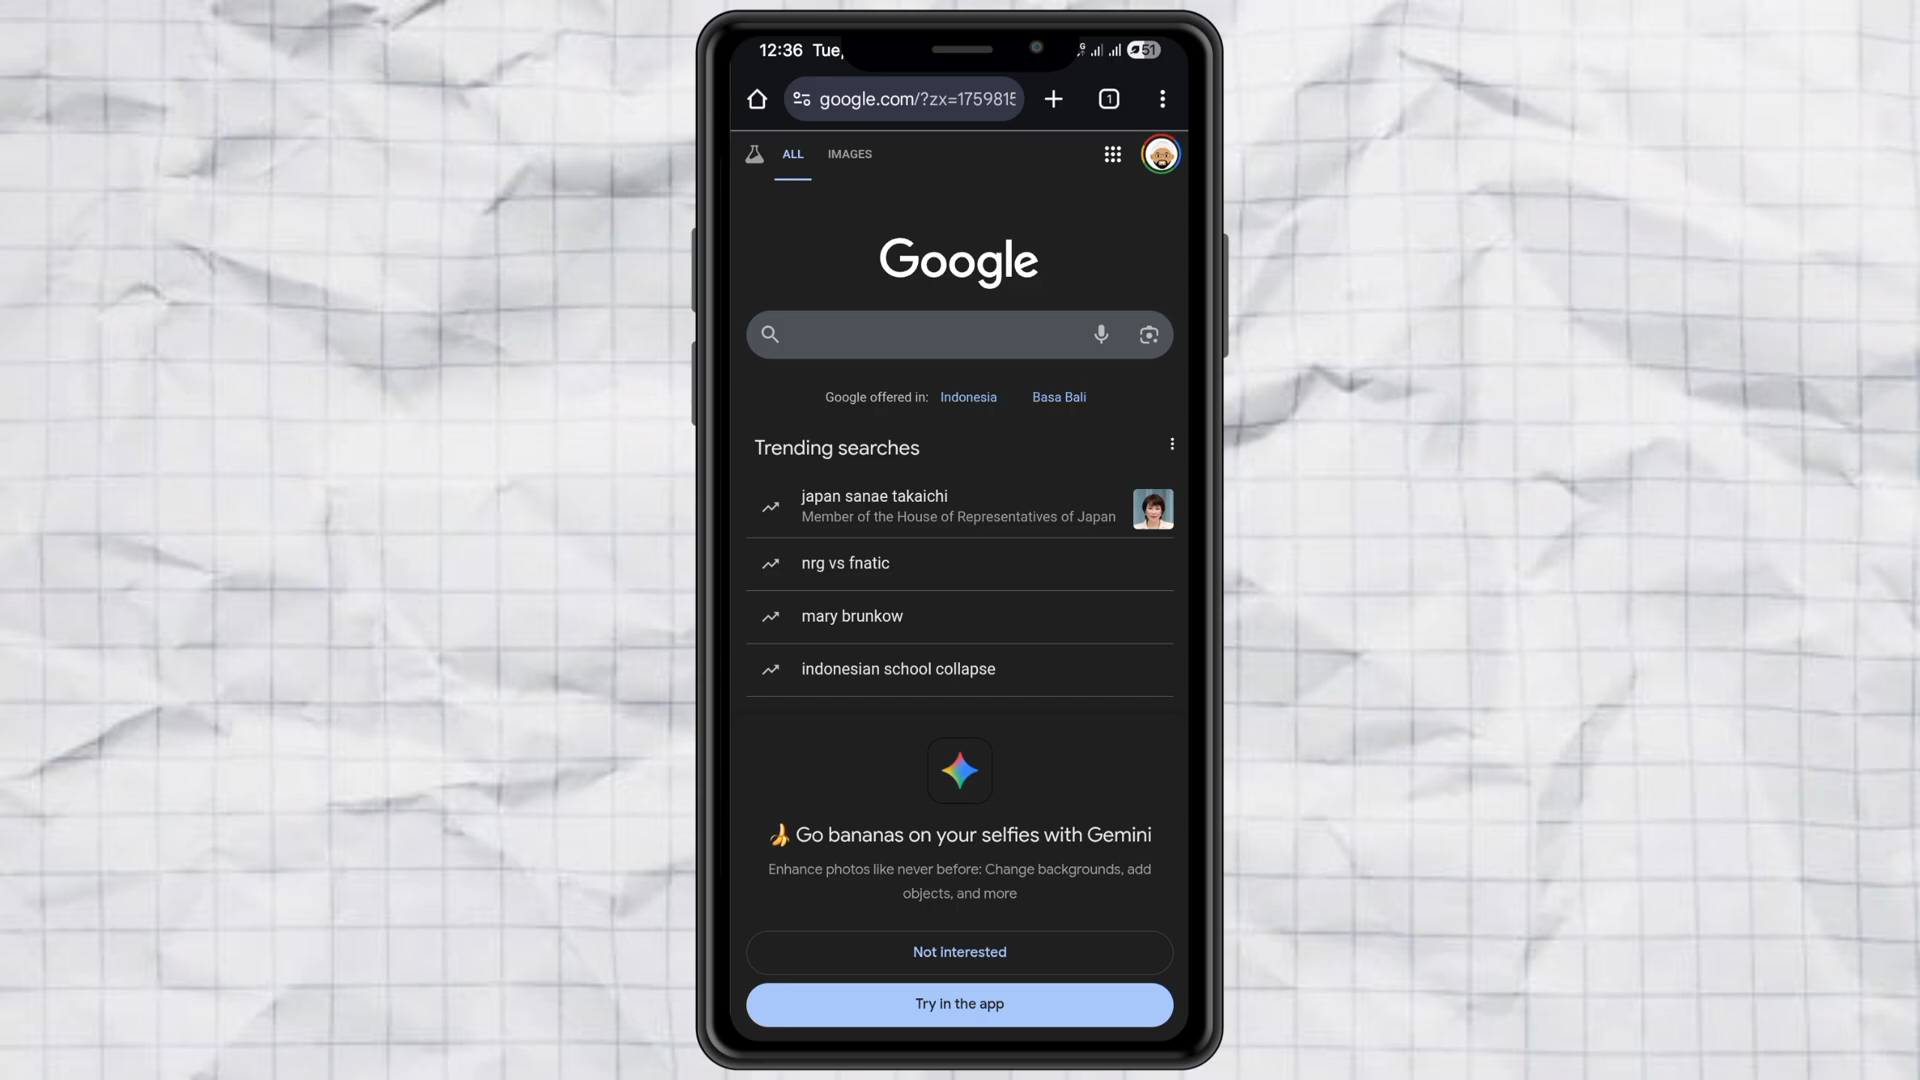 12:36 Tue,
51
google.com/?zx=1759815
1
ALL IMAGES
Google
Google offered in: Indonesia Basa Bali
Trending searches
japan sanae takaichi
Member of the House of Representatives of Japan
nrg vs fnatic
mary brunkow
indonesian school collapse
🍌 Go bananas on your selfies with Gemini
Enhance photos like never before: Change backgrounds, add
objects, and more
Not interested
Try in the app